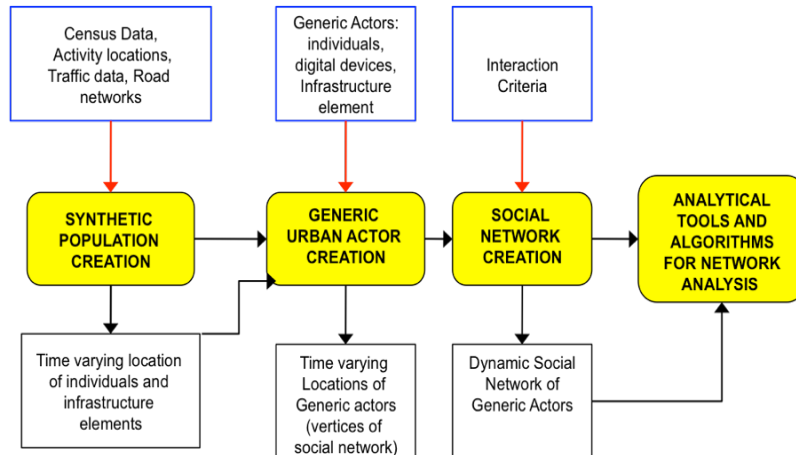 Census Data,
Activity locations,
Traffic data, Road
networks
Generic Actors:
individuals,
digital devices,
Infrastructure
element
Interaction
Criteria
SYNTHETIC
POPULATION
CREATION
GENERIC
URBAN ACTOR
CREATION
SOCIAL
NETWORK
CREATION
ANALYTICAL
TOOLS AND
ALGORITHMS
FOR NETWORK
ANALYSIS
Time varying location
of individuals and
infrastructure
elements
Time varying
Locations of
Generic actors
(vertices of
social network)
Dynamic Social
Network of
Generic Actors